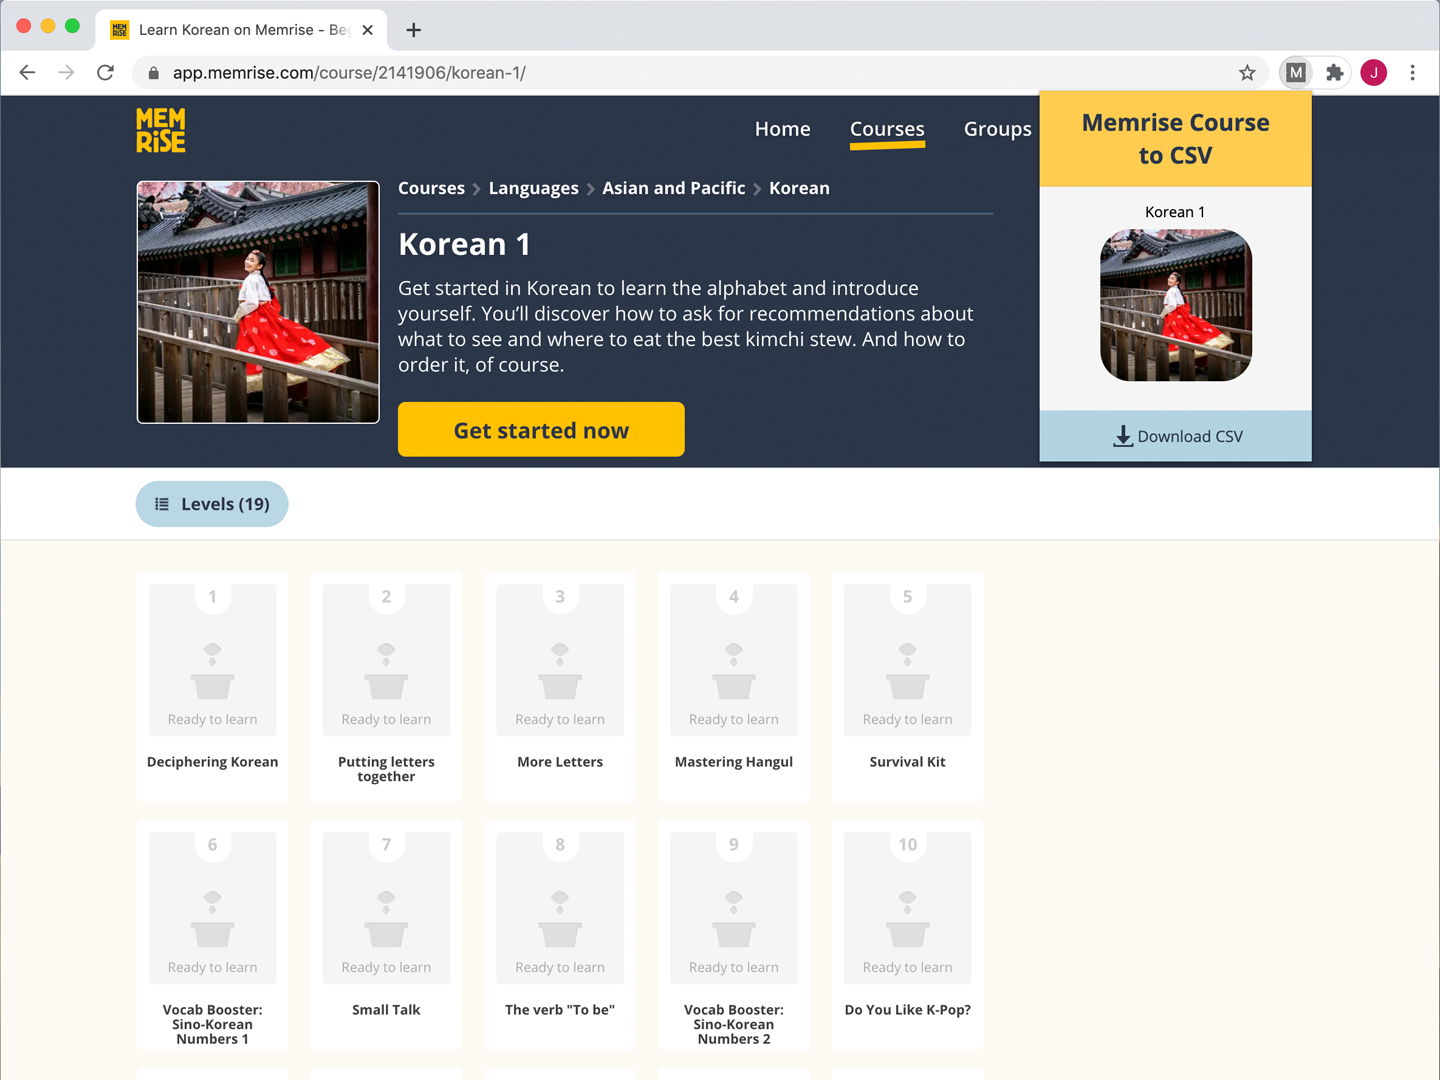 MEM
RiSE
Learn Korean on Memrise - Beg
app.memrise.com/course/2141906/korean-1/
M
J
MEM
RiSE
Home
Courses
Groups
Memrise Course
to CSV
Courses
Languages
Asian and Pacific
Korean
Korean 1
Get started in Korean to learn the alphabet and introduce
yourself. You’ll discover how to ask for recommendations about
what to see and where to eat the best kimchi stew. And how to
order it, of course.
Get started now
Korean 1
Download CSV
Levels (19)
1
Ready to learn
Deciphering Korean
2
Ready to learn
Putting letters
together
3
Ready to learn
More Letters
4
Ready to learn
Mastering Hangul
5
Ready to learn
Survival Kit
6
Ready to learn
Vocab Booster:
Sino-Korean
Numbers 1
7
Ready to learn
Small Talk
8
Ready to learn
The verb "To be"
9
Ready to learn
Vocab Booster:
Sino-Korean
Numbers 2
10
Ready to learn
Do You Like K-Pop?